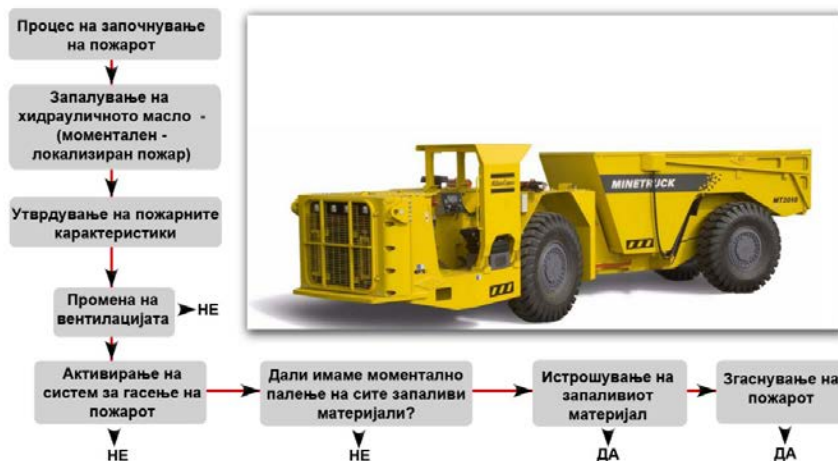 Процес на започнување
на пожарот
Запалување на
хидрауличното масло -
(моментален -
локализиран пожар)
Утврдување на пожарните
карактеристики
Промена на
вентилацијата
НЕ
Активирање на
систем за гасење на
пожарот
НЕ
Дали имаме моментално
палење на сите запаливи
материјали?
НЕ
Истрошување на
запаливиот
материјал
ДА
Згаснување на
пожарот
ДА
MINETRUCK
MT2010